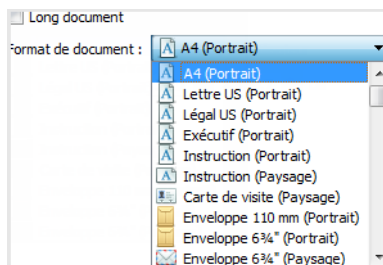 Long document
Format de document : A4 (Portrait)
A4 (Portrait)
Lettre US (Portrait)
Légal US (Portrait)
Exécutif (Portrait)
Instruction (Portrait)
Instruction (Paysage)
Carte de visite (Paysage)
Enveloppe 110 mm (Portrait)
Enveloppe 6¾" (Portrait)
Enveloppe 6¾" (Paysage)